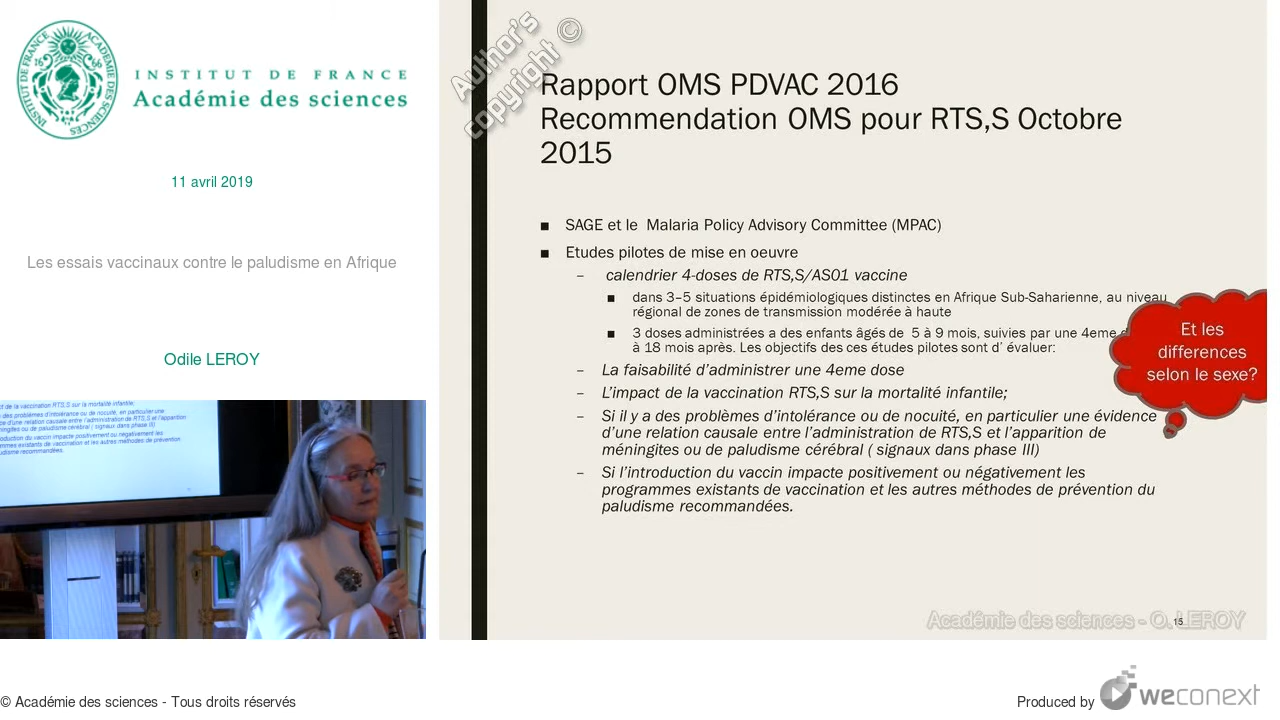 INSTITUT DE FRANCE
Académie des sciences
11 avril 2019
Les essais vaccinaux contre le paludisme en Afrique
Odile LEROY
Author's
copyright ©
Rapport OMS PDVAC 2016
Recommendation OMS pour RTS,S Octobre
2015
■ SAGE et le Malaria Policy Advisory Committee (MPAC)
■ Etudes pilotes de mise en oeuvre
– calendrier 4-doses de RTS,S/AS01 vaccine
■ dans 3–5 situations épidémiologiques distinctes en Afrique Sub-Saharienne, au niveau
régional de zones de transmission modérée à haute
■ 3 doses administrées a des enfants âgés de 5 à 9 mois, suivies par une 4eme
à 18 mois après. Les objectifs des ces études pilotes sont d' évaluer:
– La faisabilité d'administrer une 4eme dose
– L'impact de la vaccination RTS,S sur la mortalité infantile;
– Si il y a des problèmes d'intolérance ou de nocuité, en particulier une évidence
d'une relation causale entre l'administration de RTS,S et l'apparition de
méningites ou de paludisme cérébral ( signaux dans phase III)
– Si l'introduction du vaccin impacte positivement ou négativement les
programmes existants de vaccination et les autres méthodes de prévention du
paludisme recommandées.
Et les
differences
selon le sexe?
Académie des sciences - O. LEROY
15
© Académie des sciences - Tous droits réservés
Produced by weconext